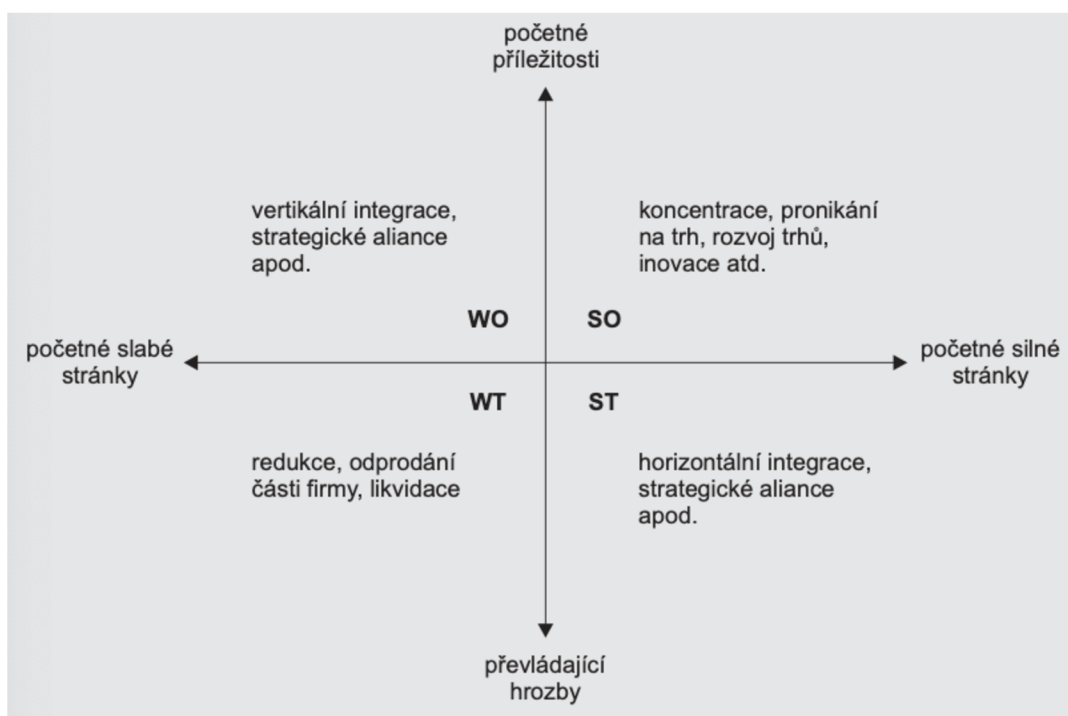 početné
příležitosti
vertikální integrace,
strategické aliance
apod.
koncentrace, pronikání
na trh, rozvoj trhů,
inovace atd.
WO
SO
početné slabé
stránky
početné silné
stránky
WT
ST
redukce, odprodání
části firmy, likvidace
horizontální integrace,
strategické aliance
apod.
převládající
hrozby